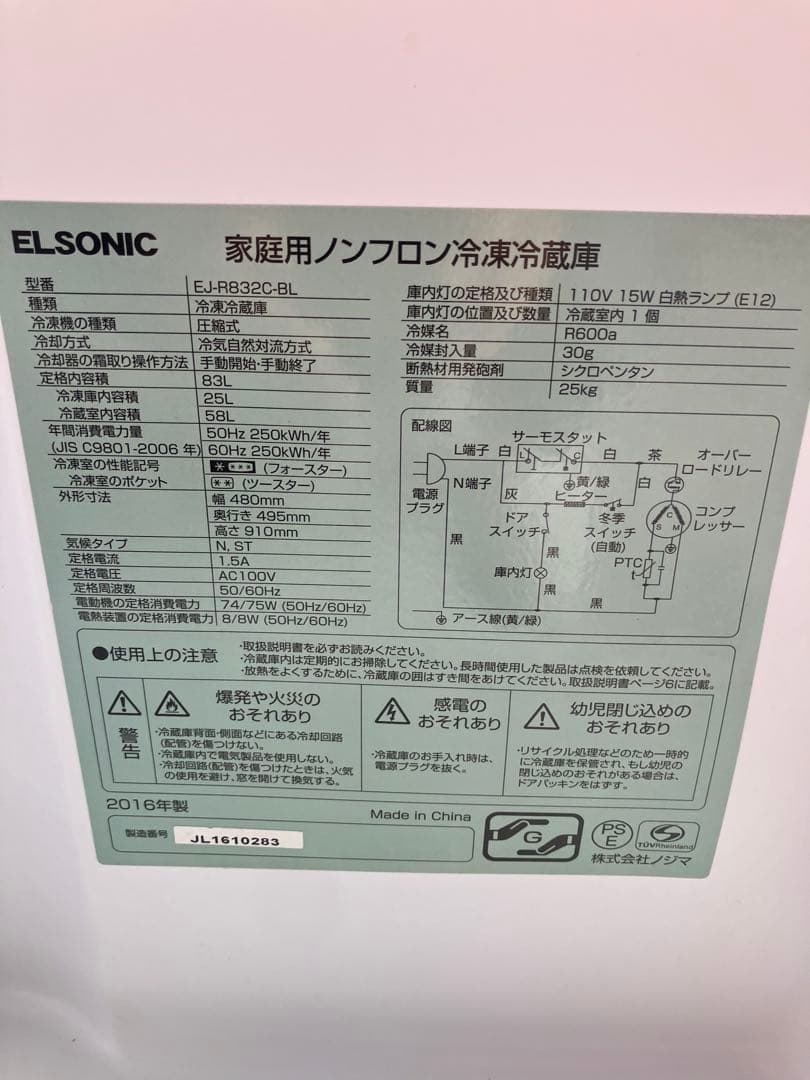 ELSONIC 家庭用ノンフロン冷凍冷蔵庫
型番 EJ-R832C-BL
種類 冷凍冷蔵庫
冷凍機の種類 圧縮式
冷却方式 冷気自然対流方式
冷却器の霜取り操作方法 手動開始・手動終了
定格内容積 83L
冷凍庫内容積 25L
冷蔵室内容積 58L
年間消費電力量 50Hz 250kWh/年
(JIS C9801-2006 年) 60Hz 250kWh/年
冷凍室の性能記号 (フォースター)
冷凍室のポケット (ツースター)
外形寸法 幅 480mm
奥行き 495mm
高さ 910mm
気候タイプ N, ST
定格電流 1.5A
定格電圧 AC100V
定格周波数 50/60Hz
電動機の定格消費電力 74/75W (50Hz/60Hz)
電熱装置の定格消費電力 8/8W (50Hz/60Hz)
庫内灯の定格及び種類 110V 15W 白熱ランプ (E12)
庫内灯の位置及び数量 冷蔵室内 1 個
冷媒名 R600a
冷媒封入量 30g
断熱材用発砲剤 シクロペンタン
質量 25kg
配線図
サーモスタット
L端子 白 L C 白 茶 オーバー
ロードリレー
N端子 黄/緑 白
電源
プラグ
灰 ヒーター
ドア
スイッチ
冬季
スイッチ
(自動)
C
S M
コンプ
レッサー
黒 黒 PTC
t
庫内灯
黒 黒
アース線(黄/緑)
●使用上の注意
・取扱説明書を必ずお読みください。
・冷蔵庫内は定期的にお掃除してください。長時間使用した製品は点検を依頼してください。
・放熱をよくするために、冷蔵庫の囲はすき間をあけてください。取扱説明書ページ6に記載。
警告
爆発や火災の
おそれあり
・冷蔵庫背面・側面などにある冷却回路
(配管)を傷つけない。
・冷蔵庫内で電気製品を使用しない。
・冷却回路(配管)を傷つけたときは、火気
の使用を避け、窓を開けて換気する。
感電の
おそれあり
・冷蔵庫のお手入れ時は、
電源プラグを抜く。
幼児閉じ込めの
おそれあり
・リサイクル処理などのため一時的
に冷蔵庫を保管され、もし幼児の
閉じ込めのおそれがある場合は、
ドアパッキンをはずす。
2016年製
Made in China
製造番号 JL1610283
G
PS
E
TÜVRheinland
株式会社ノジマ